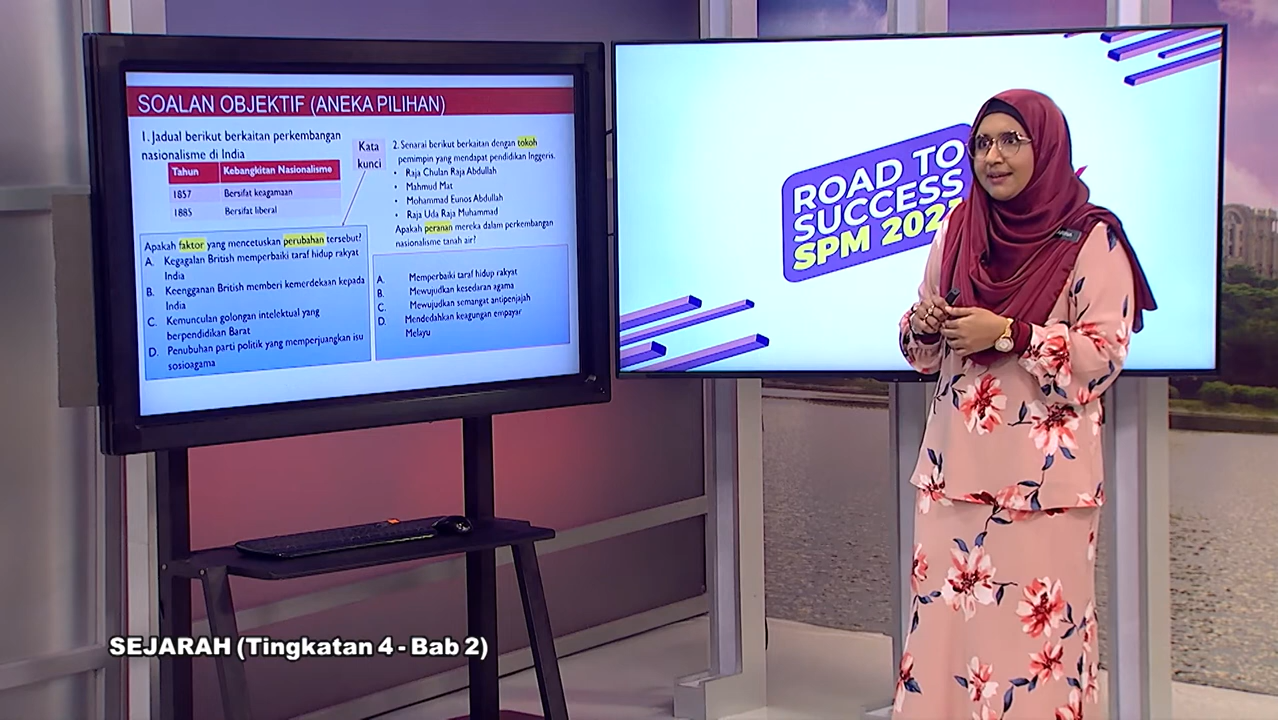 SOALAN OBJEKTIF (ANEKA PILIHAN)
1. Jadual berikut berkaitan perkembangan
nasionalisme di India
Tahun Kebangkitan Nasionalisme
1857 Bersifat keagamaan
1885 Bersifat liberal
Kata
kunci
Apakah faktor yang mencetuskan perubahan tersebut?
A. Kegagalan British memperbaiki taraf hidup rakyat
India
B. Keengganan British memberi kemerdekaan kepada
India
C. Kemunculan golongan intelektual yang
berpendidikan Barat
D. Penubuhan parti politik yang memperjuangkan isu
sosioagama
2. Senarai berikut berkaitan dengan tokoh
pemimpin yang mendapat pendidikan Inggeris.
• Raja Chulan Raja Abdullah
• Mahmud Mat
• Mohammad Eunos Abdullah
• Raja Uda Raja Muhammad
Apakah peranan mereka dalam perkembangan
nasionalisme tanah air?
A. Memperbaiki taraf hidup rakyat
B. Mewujudkan kesedaran agama
C. Mewujudkan semangat antipenjajah
D. Mendedahkan keagungan empayar
Melayu
ROAD TO
SUCCESS
SPM
SEJARAH (Tingkatan 4 - Bab 2)